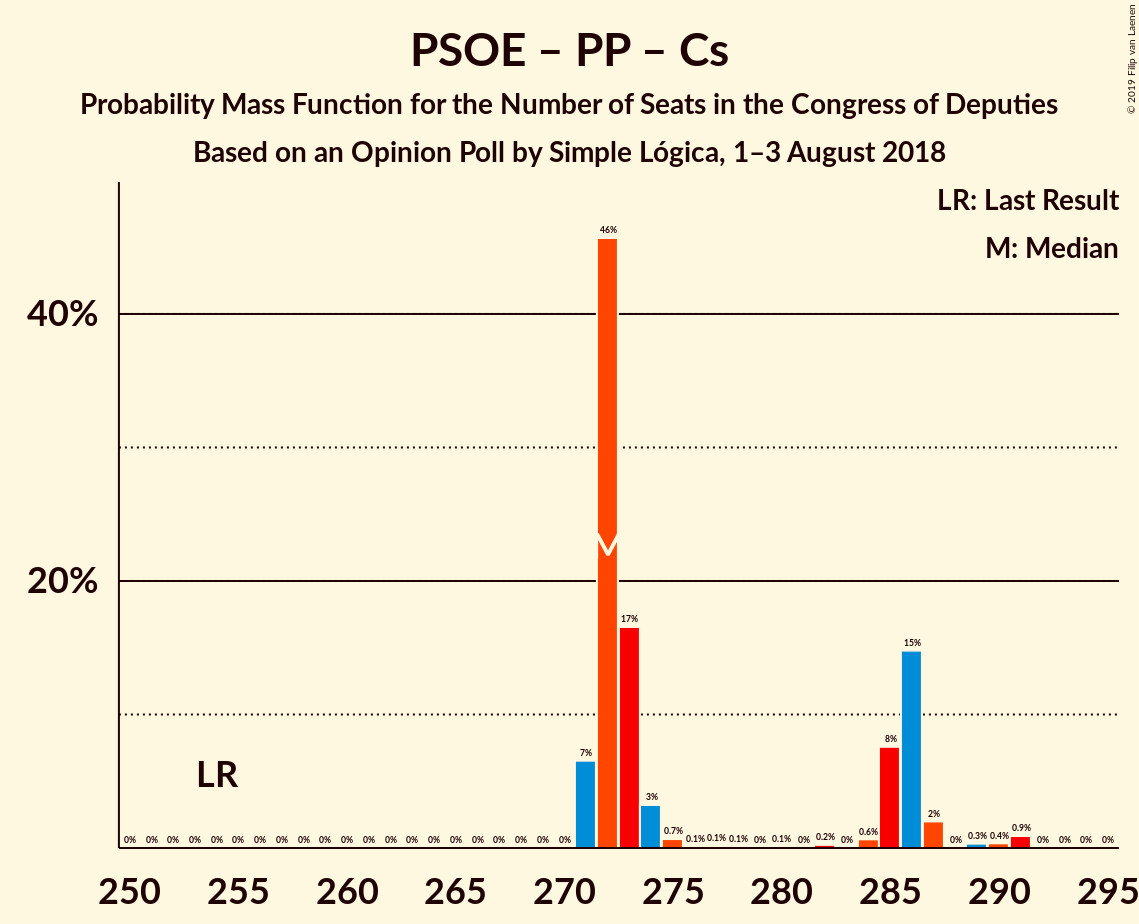 © 2019 Filip van Laenen
PSOE – PP – Cs
Probability Mass Function for the Number of Seats in the Congress of Deputies
Based on an Opinion Poll by Simple Lógica, 1–3 August 2018
LR: Last Result
M: Median
40%
20%
LR
M
0% 0% 0% 0% 0% 0% 0% 0% 0% 0% 0% 0% 0% 0% 0% 0% 0% 0% 0% 0% 0% 7% 46% 17% 3% 0.7% 0.1% 0.1% 0.1% 0% 0.1% 0% 0.2% 0% 0.6% 8% 15% 2% 0% 0.3% 0.4% 0.9% 0% 0% 0% 0%
250 255 260 265 270 275 280 285 290 295